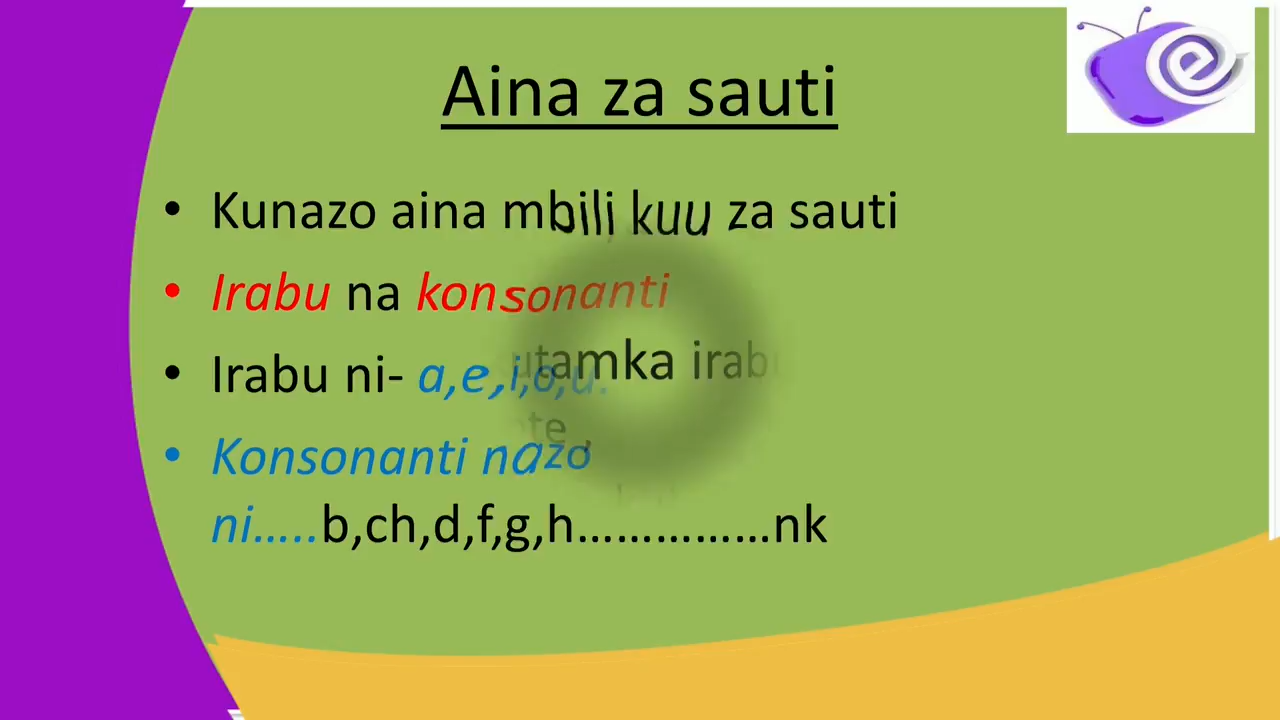 Aina za sauti
• Kunazo aina mbili kuu za sauti
• Irabu na konsonanti
• Irabu ni- a,e,i,o,u.
• Konsonanti nazo
ni…..b,ch,d,f,g,h……………nk